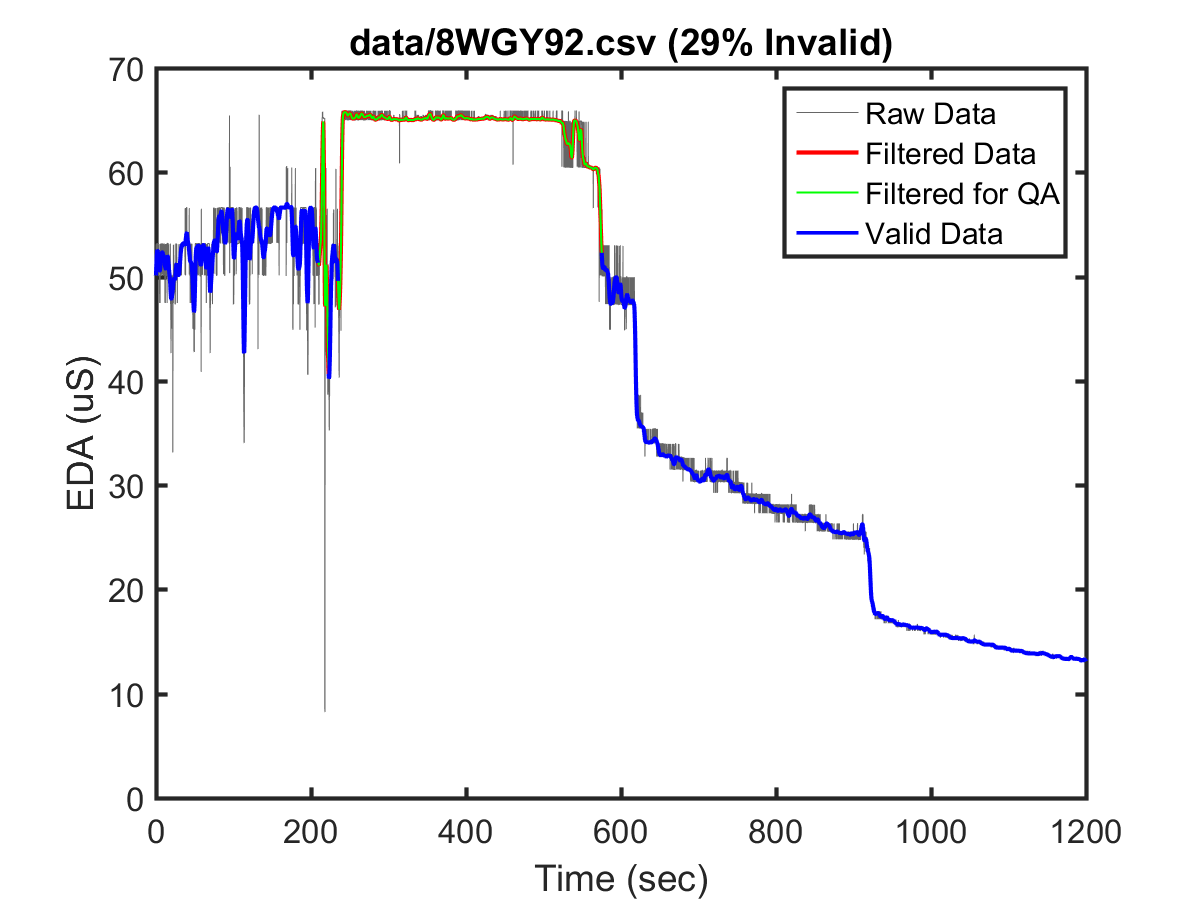 data/8WGY92.csv (29% Invalid)
70
60
50
40
30
20
10
0
EDA (uS)
Raw Data
Filtered Data
Filtered for QA
Valid Data
0 200 400 600 800 1000 1200
Time (sec)